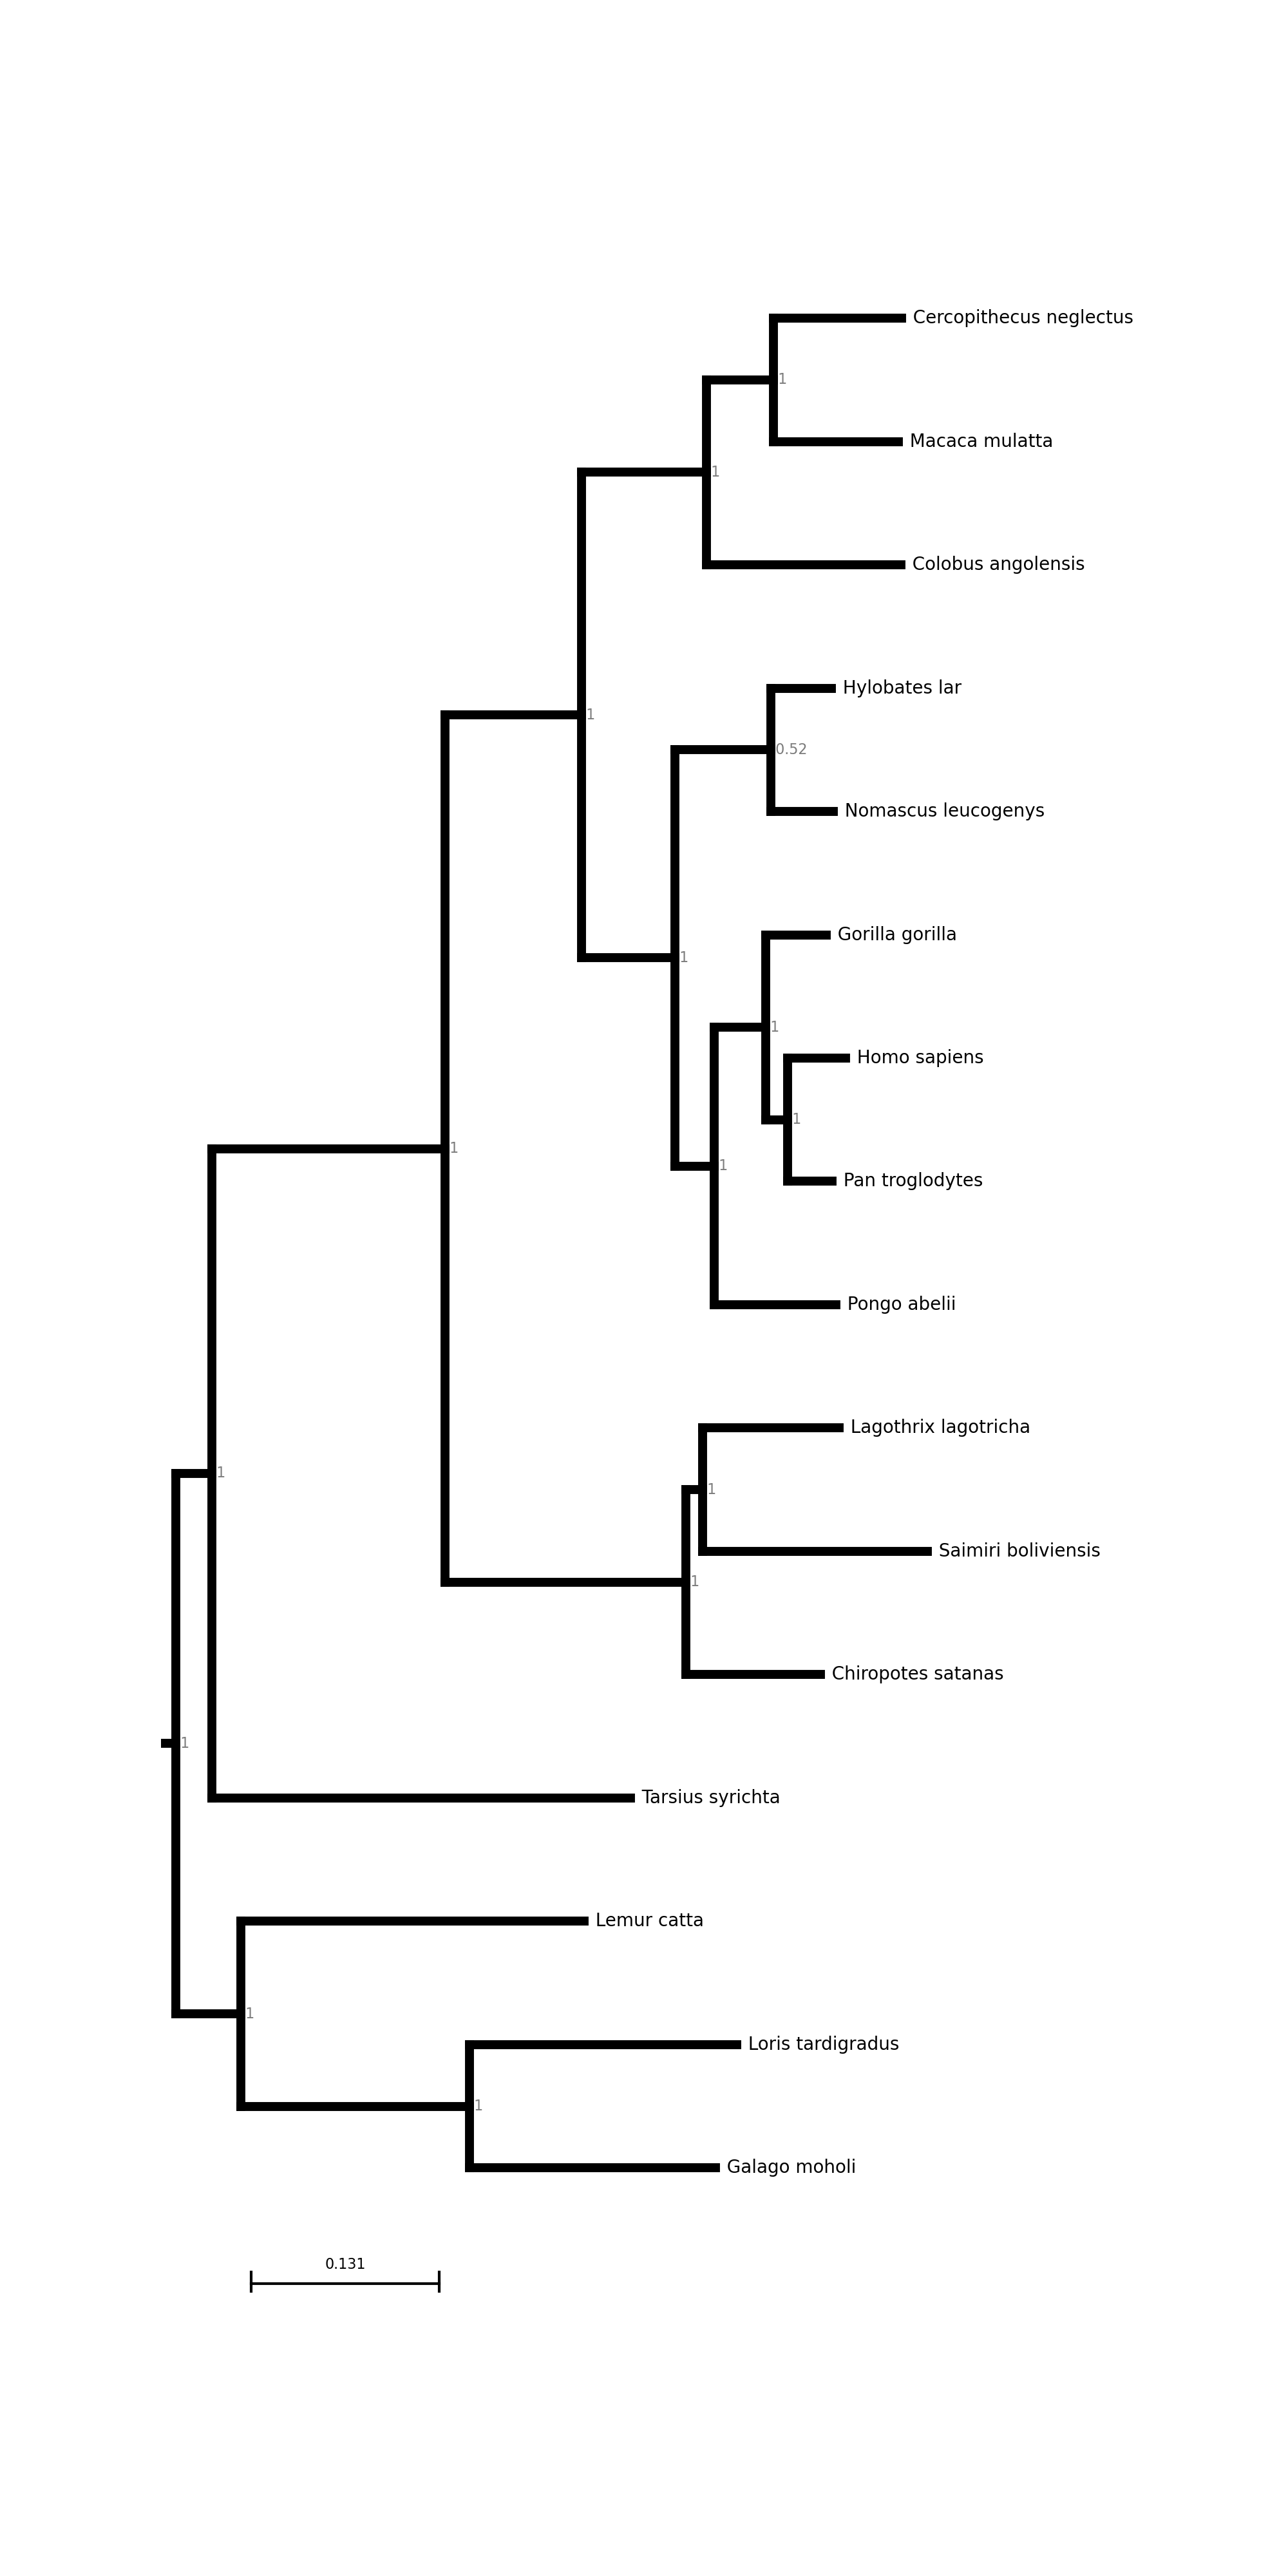 Cercopithecus neglectus
1
Macaca mulatta
1
Colobus angolensis
Hylobates lar
1
0.52
Nomascus leucogenys
Gorilla gorilla
1
1
Homo sapiens
1
1
1
Pan troglodytes
Pongo abelii
Lagothrix lagotricha
1
1
Saimiri boliviensis
1
Chiropotes satanas
1
Tarsius syrichta
Lemur catta
1
Loris tardigradus
1
Galago moholi
0.131